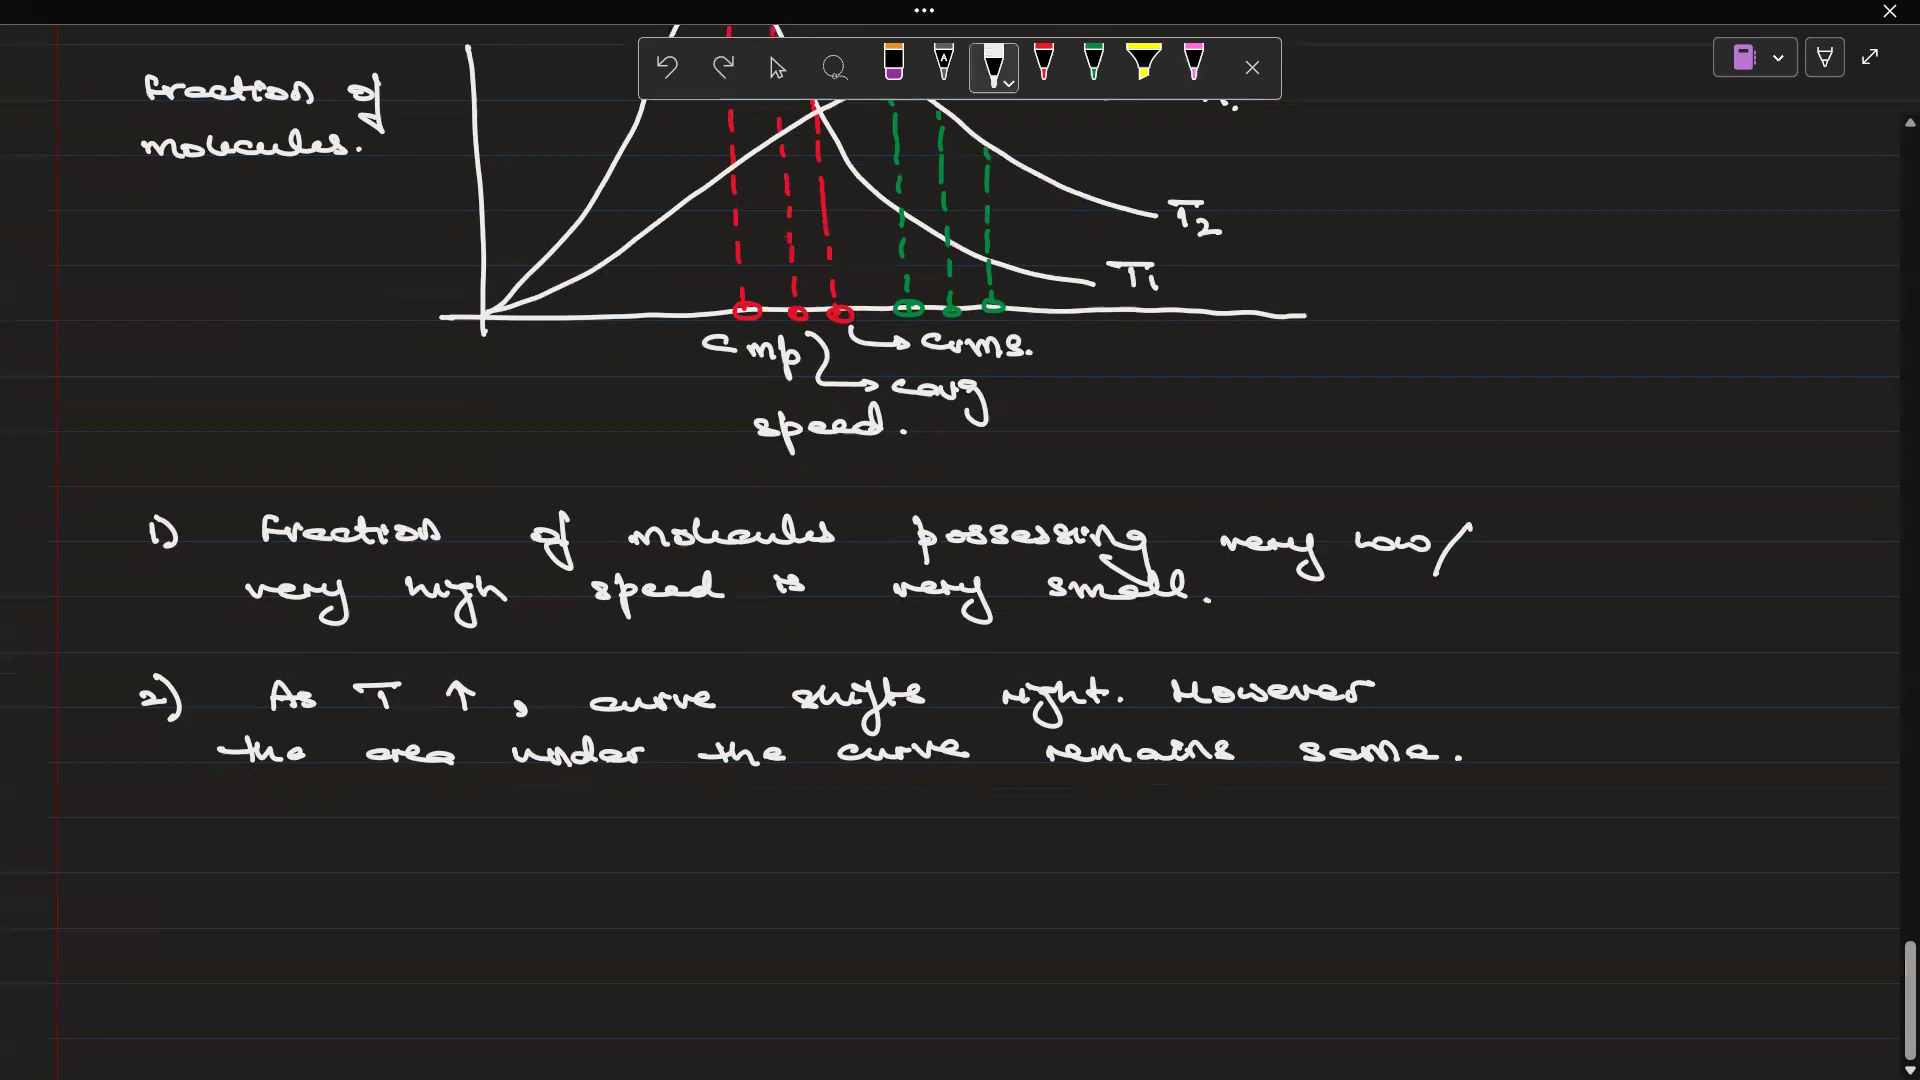 fraction of
molecules.
T2
T1
Cmp
Crms.
Cavg
speed.
1) fraction of molecules possessing very low/
very high speed is very small.
2) As T ↑, curve shifts right. However
the area under the curve remains same.